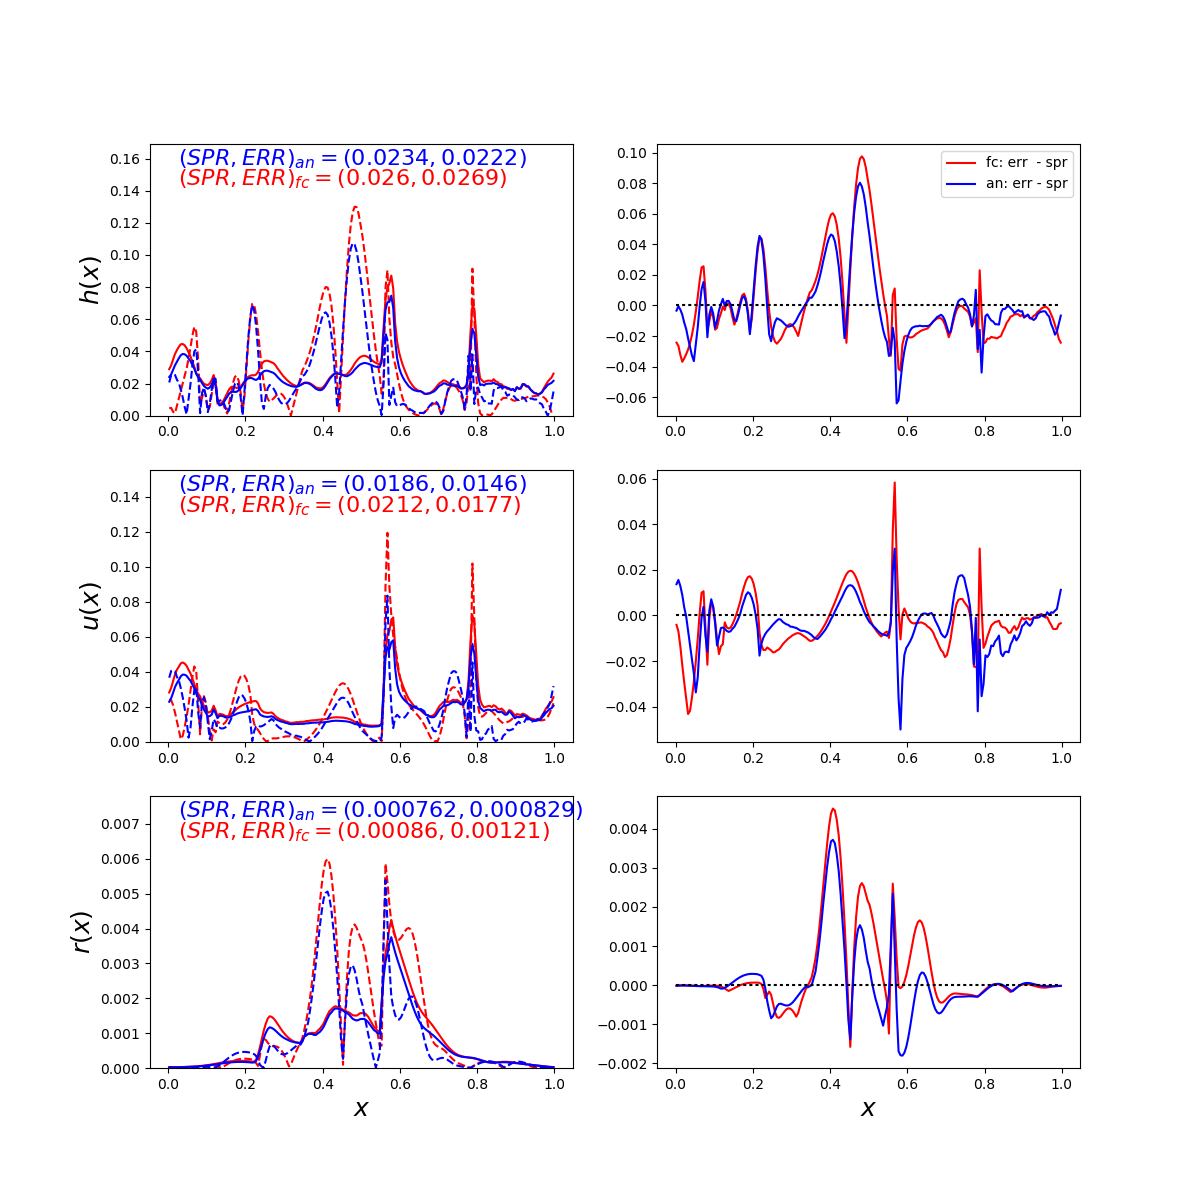 (SPR, ERR)an = (0.0234, 0.0222)
(SPR, ERR)fc = (0.026, 0.0269)
h(x)
0.16
0.14
0.12
0.10
0.08
0.06
0.04
0.02
0.00
0.0 0.2 0.4 0.6 0.8 1.0
fc: err - spr
an: err - spr
0.10
0.08
0.06
0.04
0.02
0.00
−0.02
−0.04
−0.06
0.0 0.2 0.4 0.6 0.8 1.0
(SPR, ERR)an = (0.0186, 0.0146)
(SPR, ERR)fc = (0.0212, 0.0177)
u(x)
0.14
0.12
0.10
0.08
0.06
0.04
0.02
0.00
0.0 0.2 0.4 0.6 0.8 1.0
0.06
0.04
0.02
0.00
−0.02
−0.04
0.0 0.2 0.4 0.6 0.8 1.0
(SPR, ERR)an = (0.000762, 0.000829)
(SPR, ERR)fc = (0.00086, 0.00121)
r(x)
0.007
0.006
0.005
0.004
0.003
0.002
0.001
0.000
0.0 0.2 0.4 0.6 0.8 1.0
x
0.004
0.003
0.002
0.001
0.000
−0.001
−0.002
0.0 0.2 0.4 0.6 0.8 1.0
x